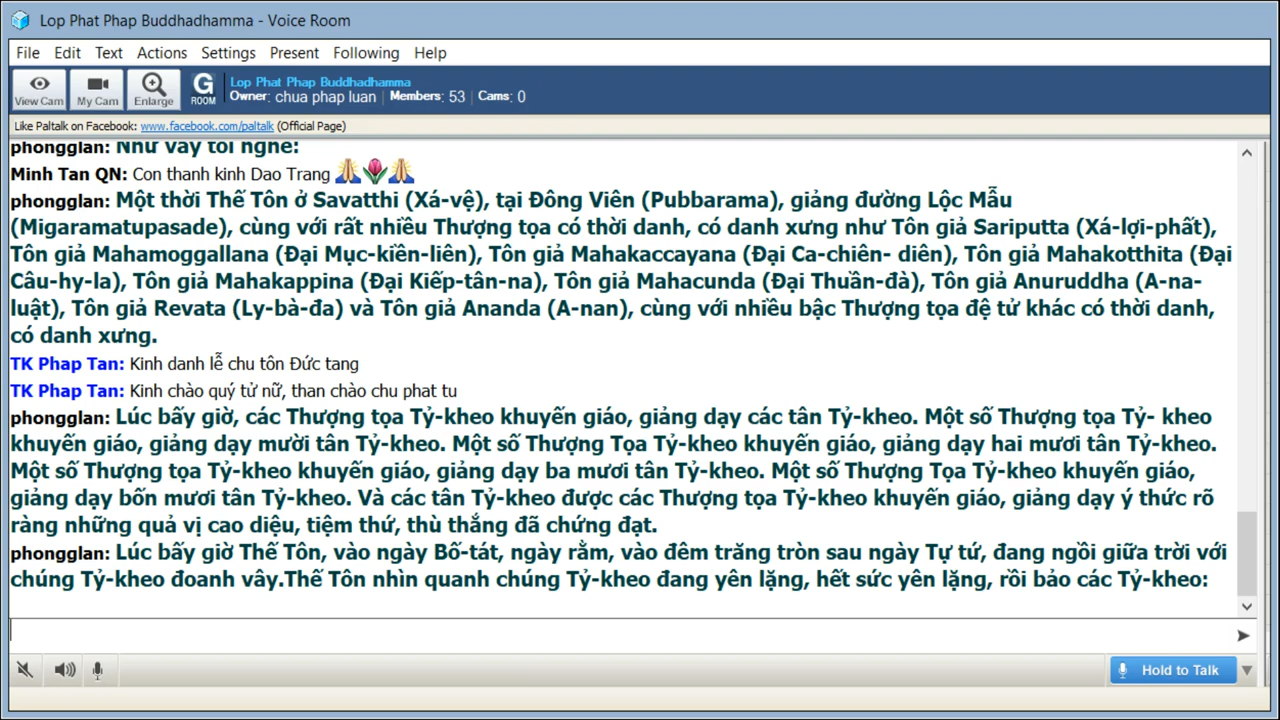 Lop Phat Phap Buddhadhamma - Voice Room
File Edit Text Actions Settings Present Following Help
View Cam My Cam Enlarge G ROOM Lop Phat Phap Buddhadhamma
Owner: chua phap luan | Members: 53 | Cams: 0
Like Paltalk on Facebook: www.facebook.com/paltalk (Official Page)
phongglan: Như vầy tôi nghe:
Minh Tan QN: Con thanh kinh Dao Trang 🙏🌷🙏
phongglan: Một thời Thế Tôn ở Savatthi (Xá-vệ), tại Đông Viên (Pubbarama), giảng đường Lộc Mẫu
(Migaramatupasade), cùng với rất nhiều Thượng tọa có thời danh, có danh xưng như Tôn giả Sariputta (Xá-lợi-phất),
Tôn giả Mahamoggallana (Đại Mục-kiền-liên), Tôn giả Mahakaccayana (Đại Ca-chiên- diên), Tôn giả Mahakotthita (Đại
Câu-hy-la), Tôn giả Mahakappina (Đại Kiếp-tân-na), Tôn giả Mahacunda (Đại Thuần-đà), Tôn giả Anuruddha (A-na-
luật), Tôn giả Revata (Ly-bà-đa) và Tôn giả Ananda (A-nan), cùng với nhiều bậc Thượng tọa đệ tử khác có thời danh,
có danh xưng.
TK Phap Tan: Kinh danh lễ chu tôn Đức tang
TK Phap Tan: Kinh chào quý tử nữ, than chào chu phat tu
phongglan: Lúc bấy giờ, các Thượng tọa Tỷ-kheo khuyến giáo, giảng dạy các tân Tỷ-kheo. Một số Thượng tọa Tỷ- kheo
khuyến giáo, giảng dạy mười tân Tỷ-kheo. Một số Thượng Tọa Tỷ-kheo khuyến giáo, giảng dạy hai mươi tân Tỷ-kheo.
Một số Thượng tọa Tỷ-kheo khuyến giáo, giảng dạy ba mươi tân Tỷ-kheo. Một số Thượng Tọa Tỷ-kheo khuyến giáo,
giảng dạy bốn mươi tân Tỷ-kheo. Và các tân Tỷ-kheo được các Thượng tọa Tỷ-kheo khuyến giáo, giảng dạy ý thức rõ
ràng những quả vị cao diệu, tiệm thứ, thù thắng đã chứng đạt.
phongglan: Lúc bấy giờ Thế Tôn, vào ngày Bố-tát, ngày rằm, vào đêm trăng tròn sau ngày Tự tứ, đang ngồi giữa trời với
chúng Tỷ-kheo đoanh vây.Thế Tôn nhìn quanh chúng Tỷ-kheo đang yên lặng, hết sức yên lặng, rồi bảo các Tỷ-kheo:
Hold to Talk